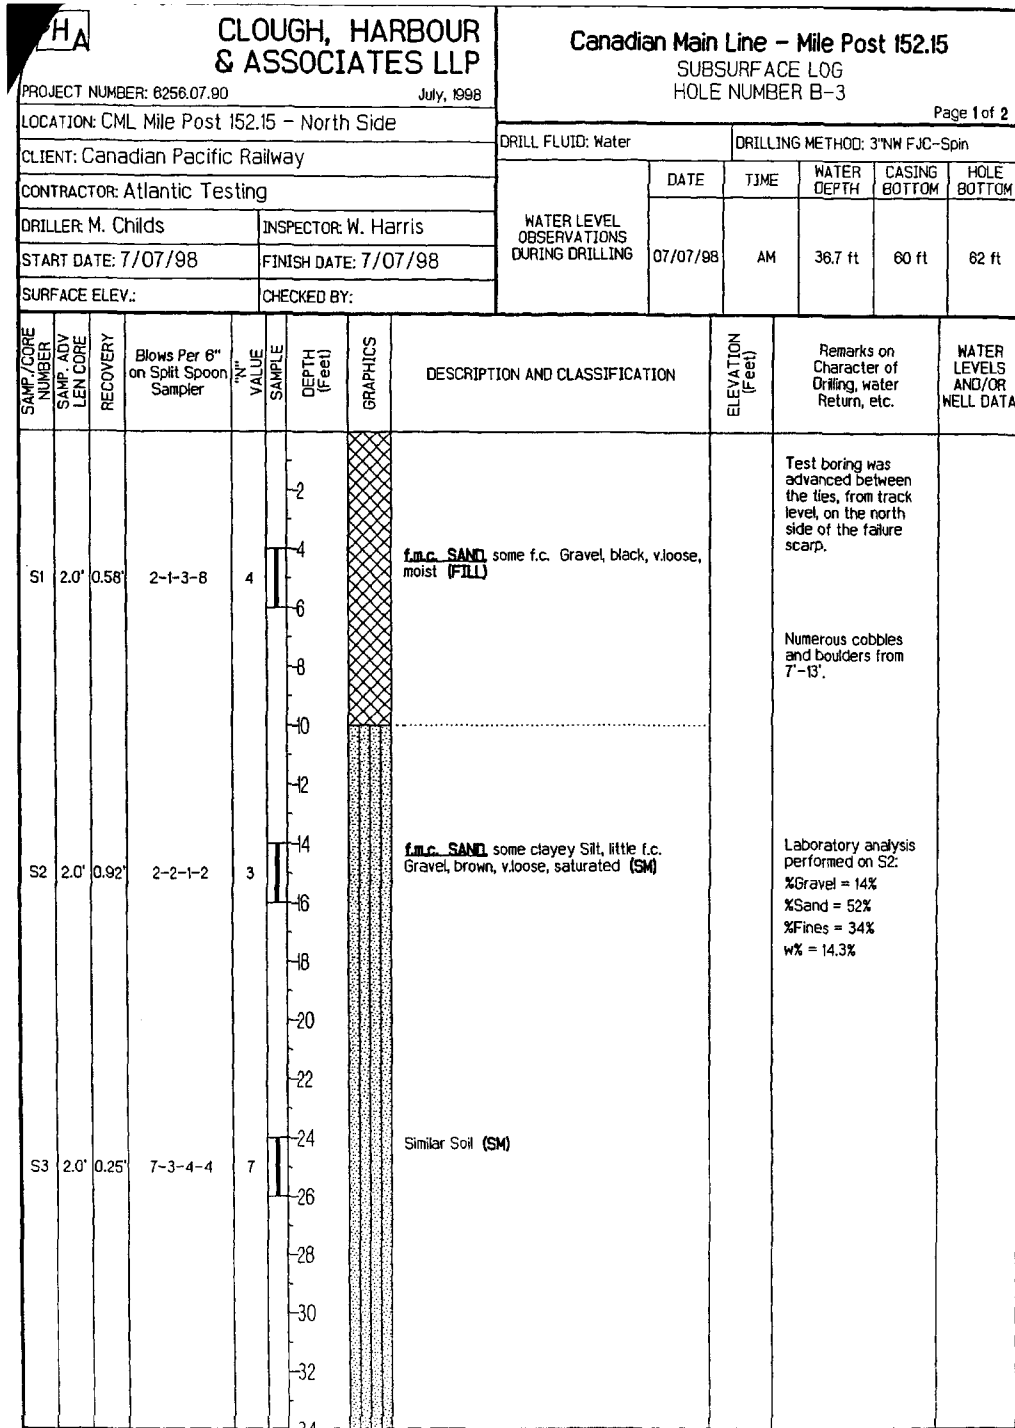 HA
CLOUGH, HARBOUR
& ASSOCIATES LLP
PROJECT NUMBER: 6256.07.90
July, 1998
LOCATION: CML Mile Post 152.15 - North Side
CLIENT: Canadian Pacific Railway
CONTRACTOR: Atlantic Testing
DRILLER: M. Childs
INSPECTOR: W. Harris
START DATE: 7/07/98
FINISH DATE: 7/07/98
SURFACE ELEV.:
CHECKED BY:
Canadian Main Line - Mile Post 152.15
SUBSURFACE LOG
HOLE NUMBER B-3
Page 1 of 2
DRILL FLUID: Water
DRILLING METHOD: 3"NW FJC-Spin
WATER LEVEL
OBSERVATIONS
DURING DRILLING
DATE
TIME
WATER
DEPTH
CASING
BOTTOM
HOLE
BOTTOM
07/07/98
AM
36.7 ft
60 ft
62 ft
SAMP./CORE
NUMBER
SAMP. ADV
LEN CORE
RECOVERY
Blows Per 6"
on Split Spoon
Sampler
"N"
VALUE
SAMPLE
DEPTH
(Feet)
GRAPHICS
DESCRIPTION AND CLASSIFICATION
ELEVATION
(Feet)
Remarks on
Character of
Drilling, water
Return, etc.
WATER
LEVELS
AND/OR
WELL DATA
Test boring was
advanced between
the ties, from track
level, on the north
side of the failure
scarp.
2
4
f.m.c. SAND, some f.c. Gravel, black, v.loose,
moist (FILL)
S1 2.0' 0.58' 2-1-3-8 4
6
Numerous cobbles
and boulders from
7'-13'.
8
10
12
14
f.m.c. SAND, some clayey Silt, little f.c.
Gravel, brown, v.loose, saturated (SM)
Laboratory analysis
performed on S2:
%Gravel = 14%
%Sand = 52%
%Fines = 34%
w% = 14.3%
S2 2.0' 0.92' 2-2-1-2 3
16
18
20
22
24
Similar Soil (SM)
S3 2.0' 0.25' 7-3-4-4 7
26
28
30
32
34